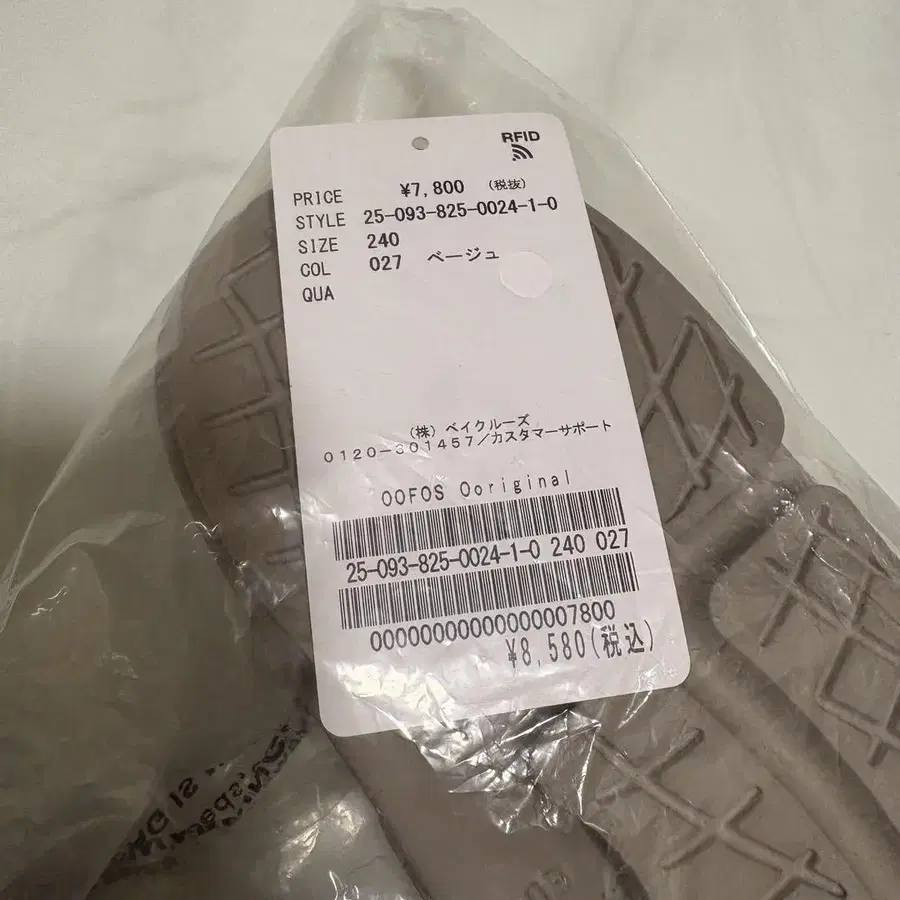 RFID
PRICE ¥7,800 (税抜)
STYLE 25-093-825-0024-1-0
SIZE 240
COL 027 ベージュ
QUA
(株) ベイクルーズ
0120-301457/カスタマーサポート
OOFOS Ooriginal
25-093-825-0024-1-0 240 027
00000000000000007800
¥8,580(税込)